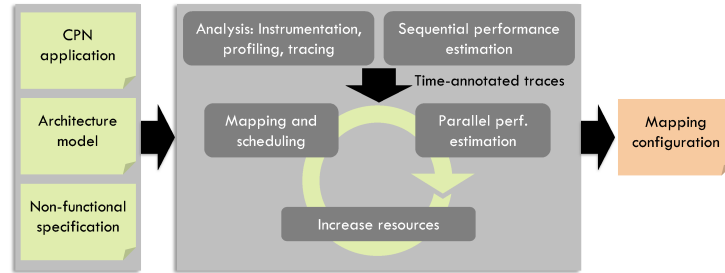 CPN
application
Architecture
model
Non-functional
specification
Analysis: Instrumentation,
profiling, tracing
Sequential performance
estimation
Time-annotated traces
Mapping and
scheduling
Parallel perf.
estimation
Increase resources
Mapping
configuration